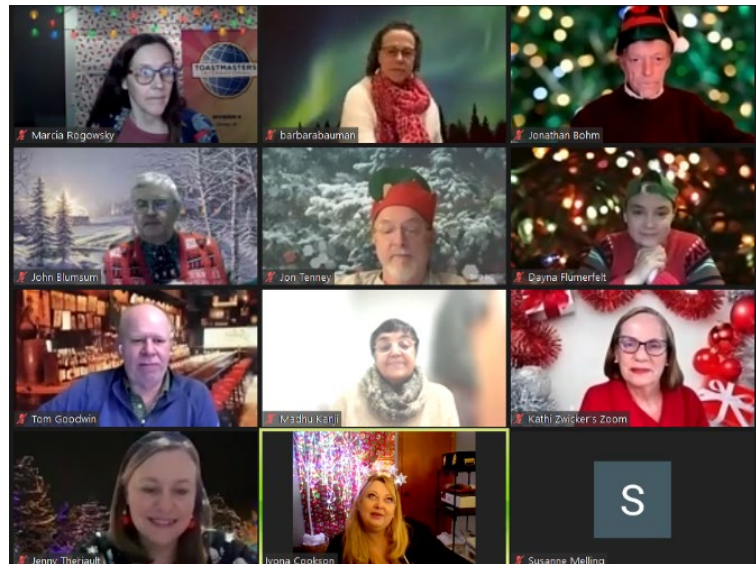 TOASTMASTERS
Marcia Rogowsky
barbarabauman
Jonathan Bohm
John Blumsum
Jon Tenney
Dayna Flumerfelt
Tom Goodwin
Madhu Kanji
Kathi Zwicker's Zoom
S
Jenny Theriault
Ivona Cookson
Susanne Melling